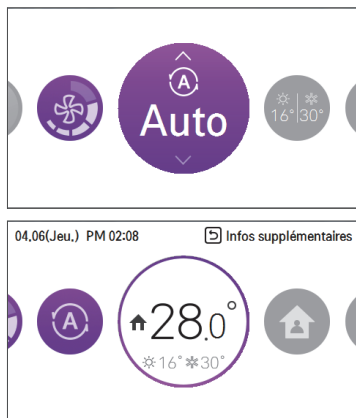 A
Auto
16° 30°
04.06(Jeu.) PM 02:08 Infos supplémentaires
A
28.0°
16° 30°